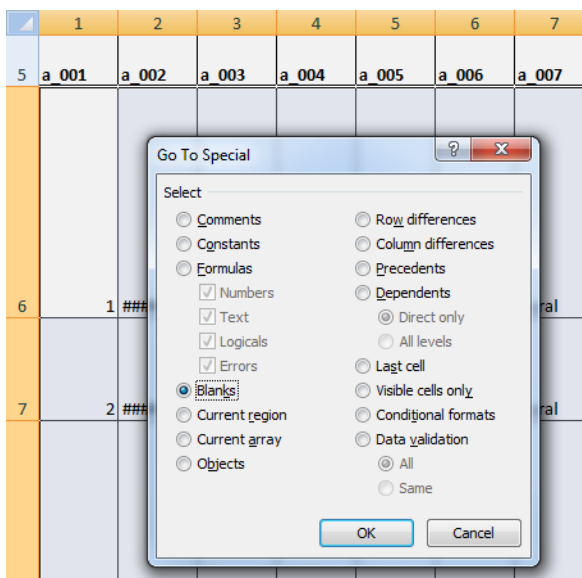 1 2 3 4 5 6 7
5 a_001 a_002 a_003 a_004 a_005 a_006 a_007
Go To Special
Select
Comments
Constants
Formulas
Numbers
Text
Logicals
Errors
Blanks
Current region
Current array
Objects
Row differences
Column differences
Precedents
Dependents
Direct only
All levels
Last cell
Visible cells only
Conditional formats
Data validation
All
Same
OK Cancel
6 1 ### ral
7 2 ### ral